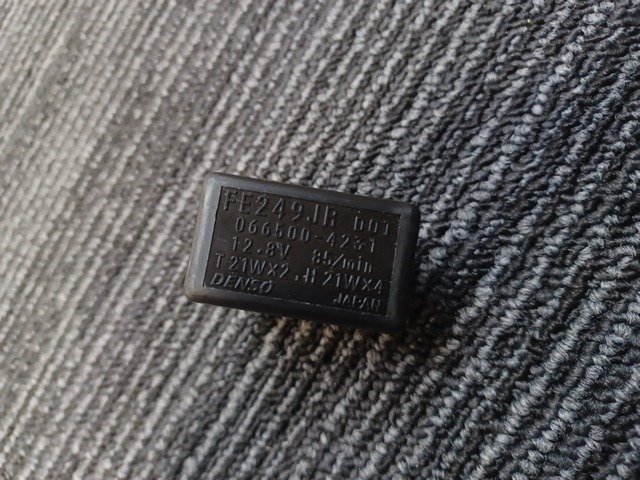 FE249JR D01
066500-4231
12.8V 85/min
T 21W×2,H 21W×4
DENSO JAPAN